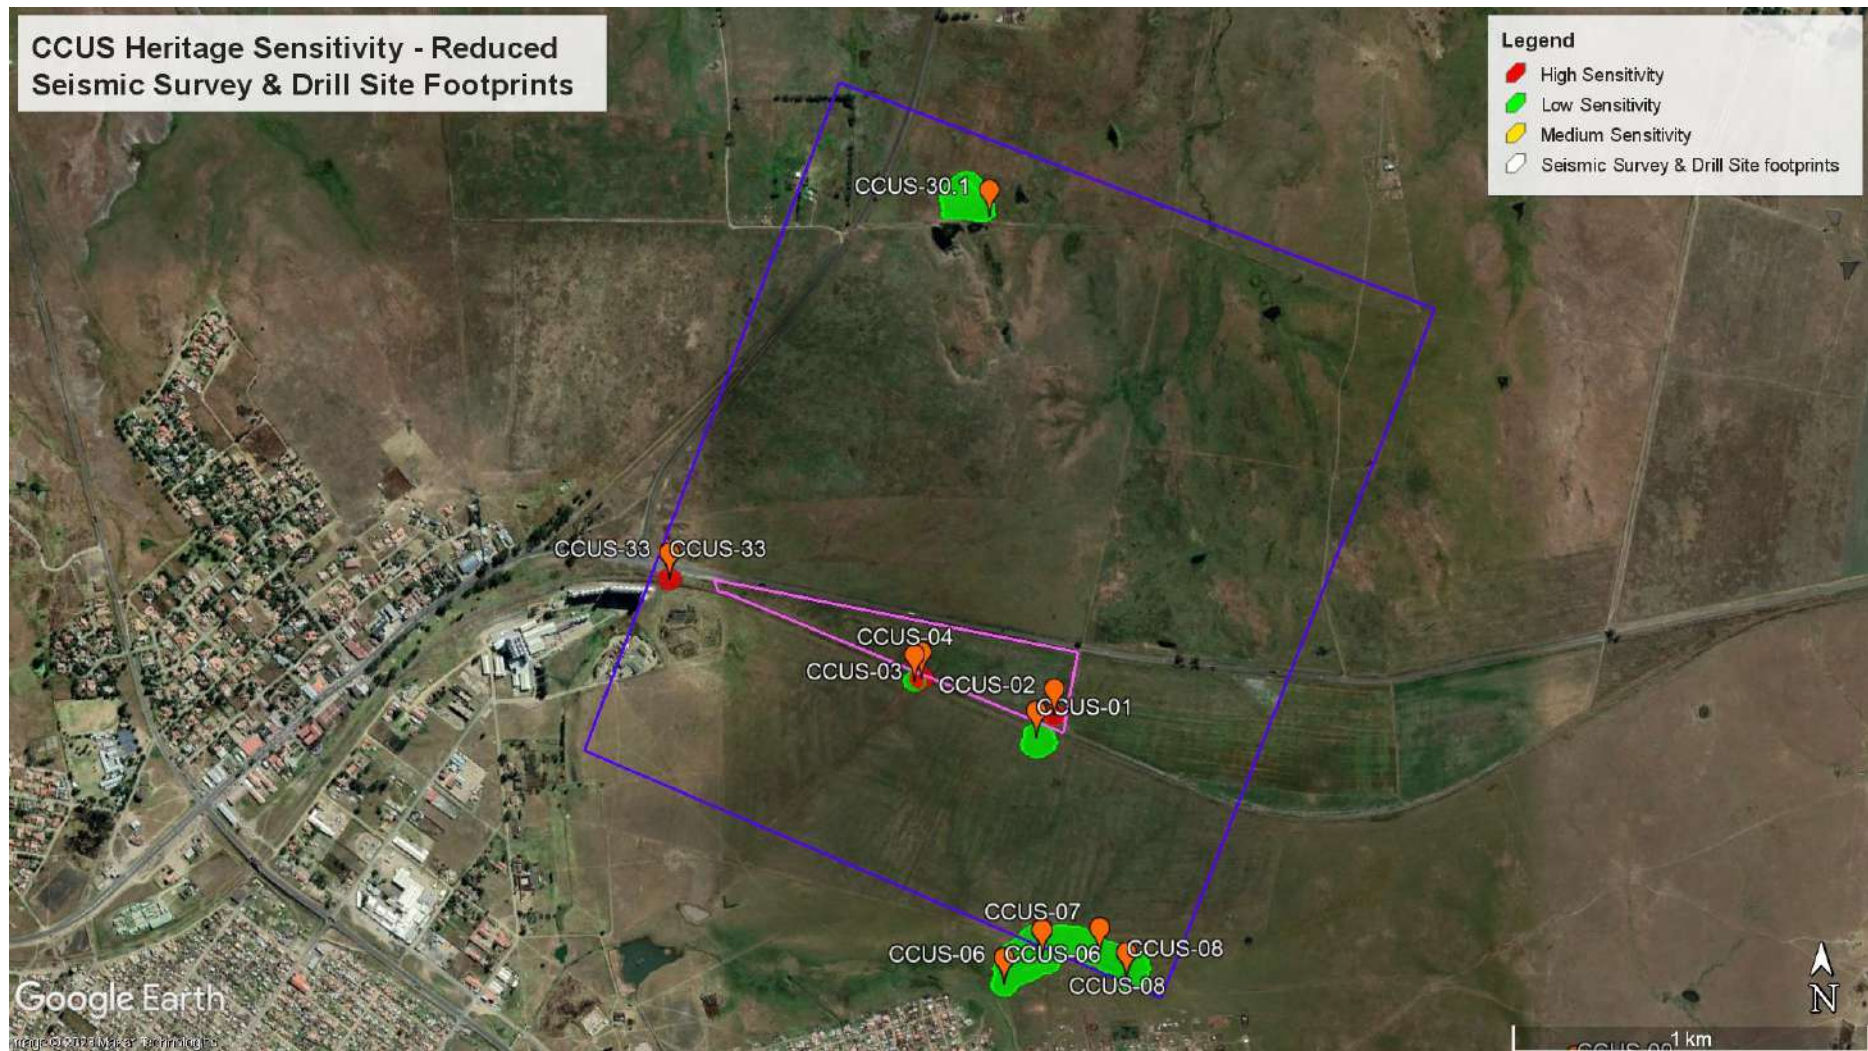 CCUS Heritage Sensitivity - Reduced
Seismic Survey & Drill Site Footprints
Legend
High Sensitivity
Low Sensitivity
Medium Sensitivity
Seismic Survey & Drill Site footprints
CCUS-30.1
CCUS-33
CCUS-33
CCUS-04
CCUS-03
CCUS-02
CCUS-01
CCUS-07
CCUS-06
CCUS-06
CCUS-08
CCUS-08
Google Earth
N
1 km